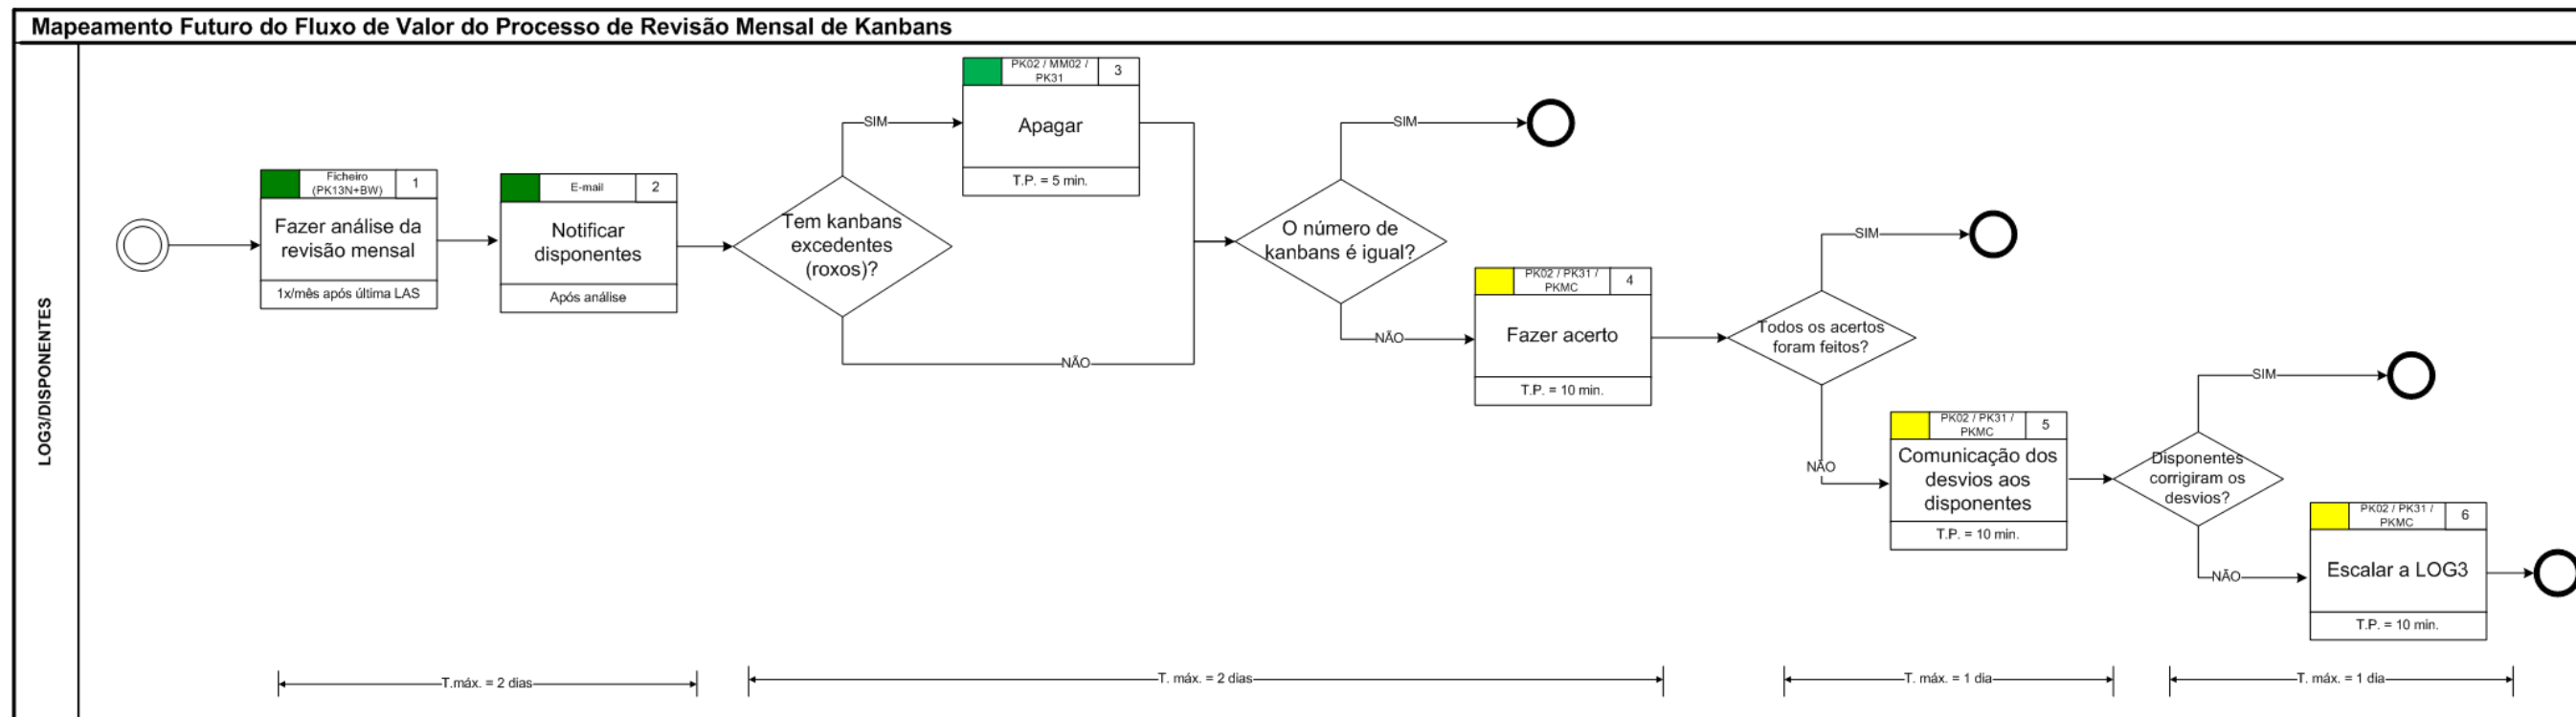 Mapeamento Futuro do Fluxo de Valor do Processo de Revisão Mensal de Kanbans
LOG3/DISPONENTES
Ficheiro
(PK13N+BW)
1
Fazer análise da
revisão mensal
1x/mês após última LAS
E-mail
2
Notificar
disponentes
Após análise
Tem kanbans
excedentes
(roxos)?
SIM
NÃO
PK02 / MM02 /
PK31
3
Apagar
T.P. = 5 min.
O número de
kanbans é igual?
SIM
NÃO
PK02 / PK31 /
PKMC
4
Fazer acerto
T.P. = 10 min.
Todos os acertos
foram feitos?
SIM
NÃO
PK02 / PK31 /
PKMC
5
Comunicação dos
desvios aos
disponentes
T.P. = 10 min.
Disponentes
corrigiram os
desvios?
SIM
NÃO
PK02 / PK31 /
PKMC
6
Escalar a LOG3
T.P. = 10 min.
T.máx. = 2 dias
T. máx. = 2 dias
T. máx. = 1 dia
T. máx. = 1 dia